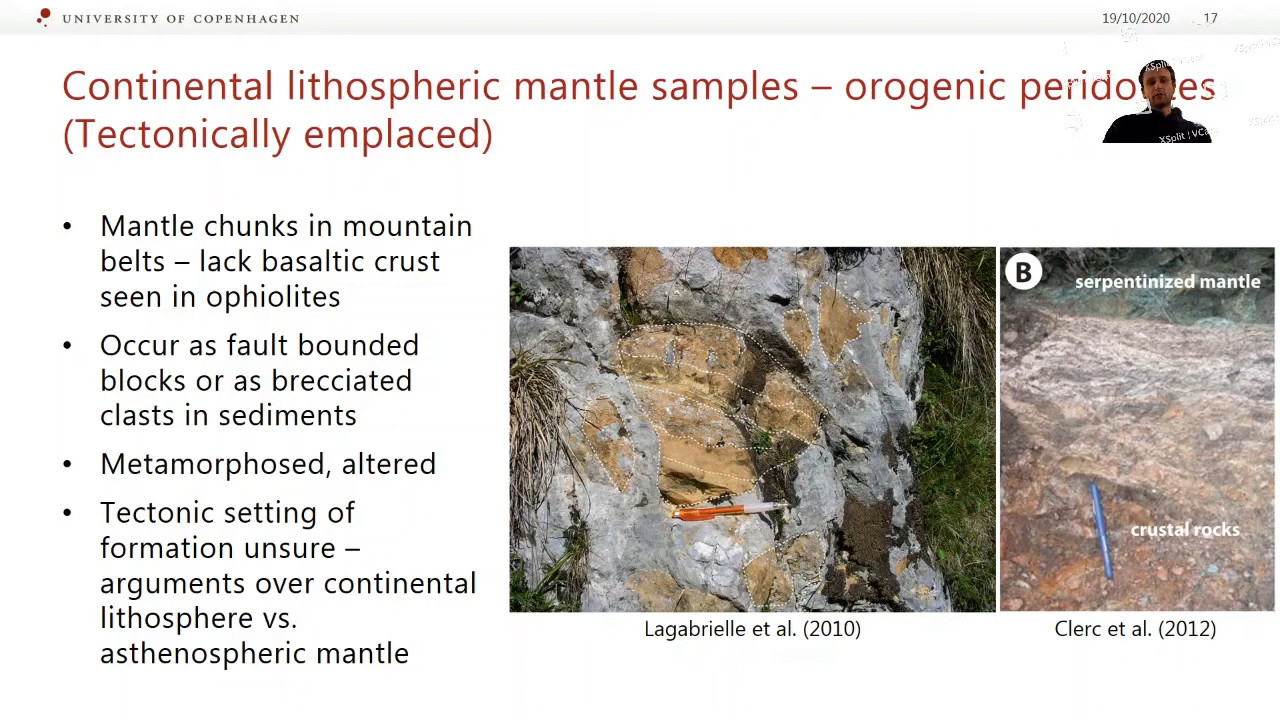 UNIVERSITY OF COPENHAGEN
19/10/2020 17
Continental lithospheric mantle samples – orogenic
(Tectonically emplaced)
• Mantle chunks in mountain
belts – lack basaltic crust
seen in ophiolites
• Occur as fault bounded
blocks or as brecciated
clasts in sediments
• Metamorphosed, altered
• Tectonic setting of
formation unsure –
arguments over continental
lithosphere vs.
asthenospheric mantle
B
serpentinized mantle
crustal rocks
Lagabrielle et al. (2010)
Clerc et al. (2012)
XSplit VCa